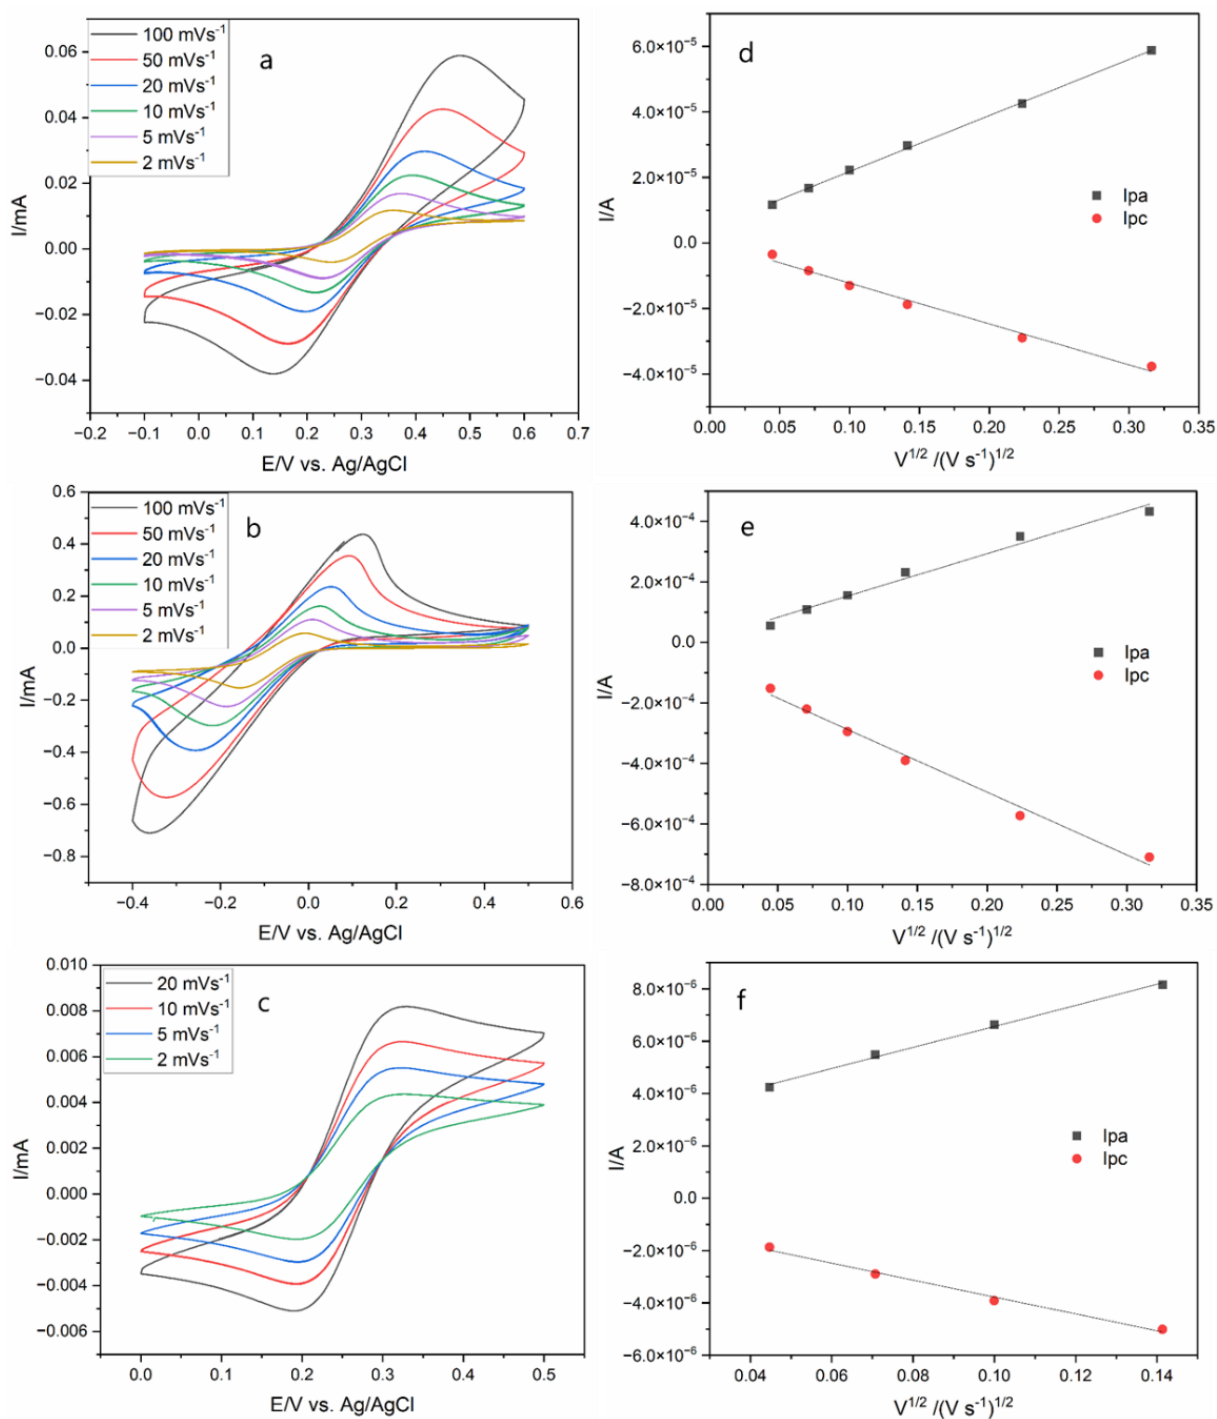 a
100 mVs⁻¹
50 mVs⁻¹
20 mVs⁻¹
10 mVs⁻¹
5 mVs⁻¹
2 mVs⁻¹
0.06
0.04
0.02
0.00
−0.02
−0.04
I/mA
−0.2 −0.1 0.0 0.1 0.2 0.3 0.4 0.5 0.6 0.7
E/V vs. Ag/AgCl
d
6.0×10⁻⁵
4.0×10⁻⁵
2.0×10⁻⁵
0.0
−2.0×10⁻⁵
−4.0×10⁻⁵
I/A
Ipa
Ipc
0.00 0.05 0.10 0.15 0.20 0.25 0.30 0.35
V¹ᐟ² /(V s⁻¹)¹ᐟ²
b
100 mVs⁻¹
50 mVs⁻¹
20 mVs⁻¹
10 mVs⁻¹
5 mVs⁻¹
2 mVs⁻¹
0.6
0.4
0.2
0.0
−0.2
−0.4
−0.6
−0.8
I/mA
−0.4 −0.2 0.0 0.2 0.4 0.6
E/V vs. Ag/AgCl
e
4.0×10⁻⁴
2.0×10⁻⁴
0.0
−2.0×10⁻⁴
−4.0×10⁻⁴
−6.0×10⁻⁴
−8.0×10⁻⁴
I/A
Ipa
Ipc
0.00 0.05 0.10 0.15 0.20 0.25 0.30 0.35
V¹ᐟ² /(V s⁻¹)¹ᐟ²
c
20 mVs⁻¹
10 mVs⁻¹
5 mVs⁻¹
2 mVs⁻¹
0.010
0.008
0.006
0.004
0.002
0.000
−0.002
−0.004
−0.006
I/mA
0.0 0.1 0.2 0.3 0.4 0.5
E/V vs. Ag/AgCl
f
8.0×10⁻⁶
6.0×10⁻⁶
4.0×10⁻⁶
2.0×10⁻⁶
0.0
−2.0×10⁻⁶
−4.0×10⁻⁶
−6.0×10⁻⁶
I/A
Ipa
Ipc
0.04 0.06 0.08 0.10 0.12 0.14
V¹ᐟ² /(V s⁻¹)¹ᐟ²